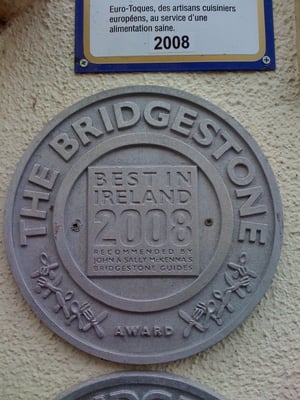 Euro-Toques, des artisans cuisiniers
européens, au service d'une
alimentation saine.
2008
THE BRIDGESTONE
BEST IN
IRELAND
2008
RECOMMENDED BY
JOHN & SALLY McKENNA'S
BRIDGESTONE GUIDES
AWARD